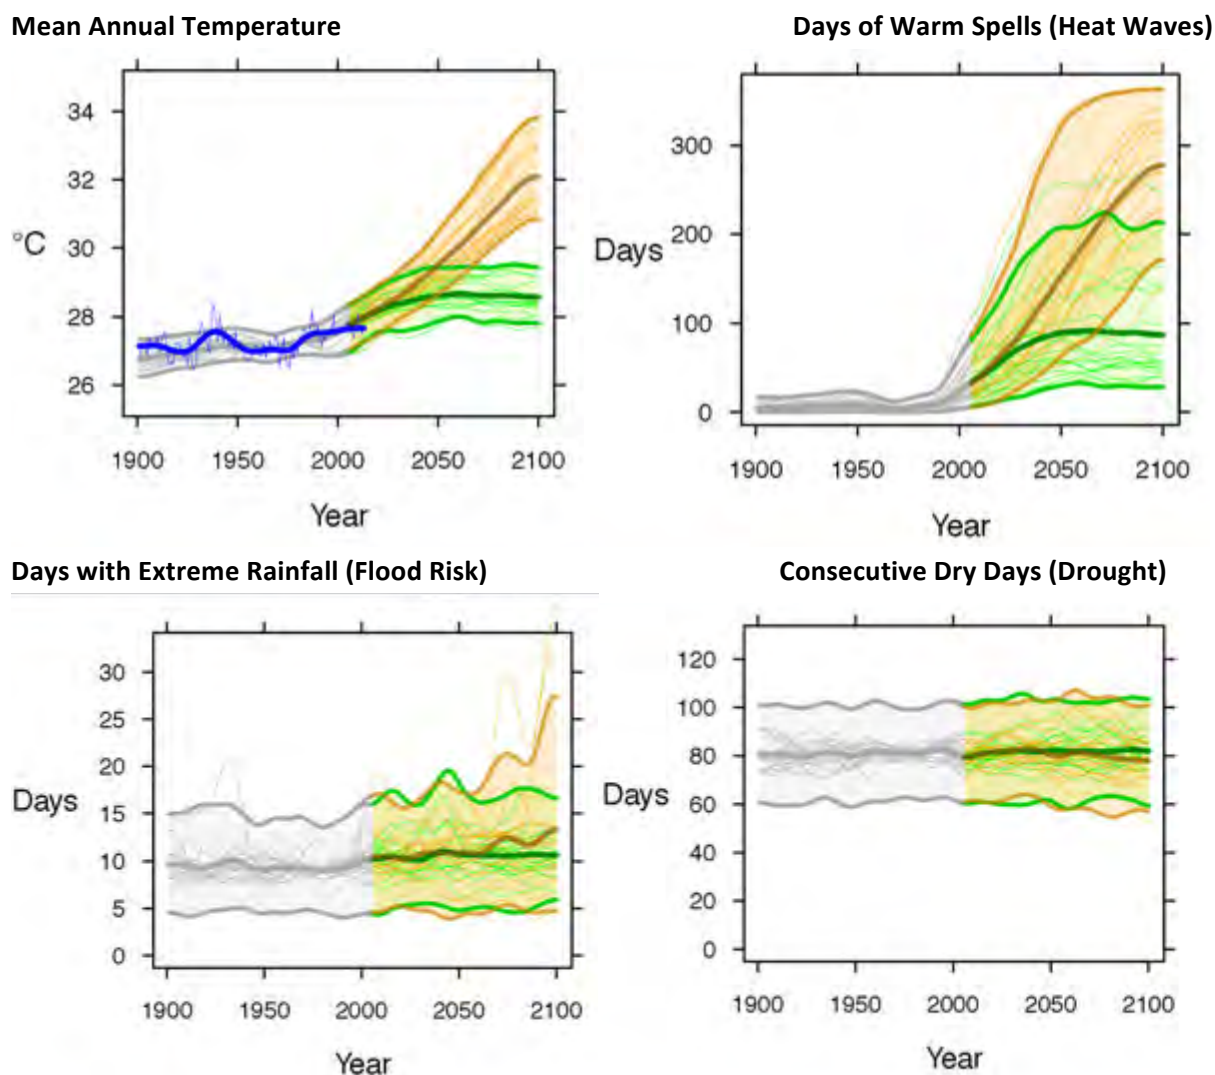 Mean Annual Temperature
Days of Warm Spells (Heat Waves)
34
32
30
28
26
°C
1900 1950 2000 2050 2100
Year
300
200
100
0
Days
1900 1950 2000 2050 2100
Year
Days with Extreme Rainfall (Flood Risk)
Consecutive Dry Days (Drought)
30
25
20
15
10
5
0
Days
1900 1950 2000 2050 2100
Year
120
100
80
60
40
20
0
Days
1900 1950 2000 2050 2100
Year